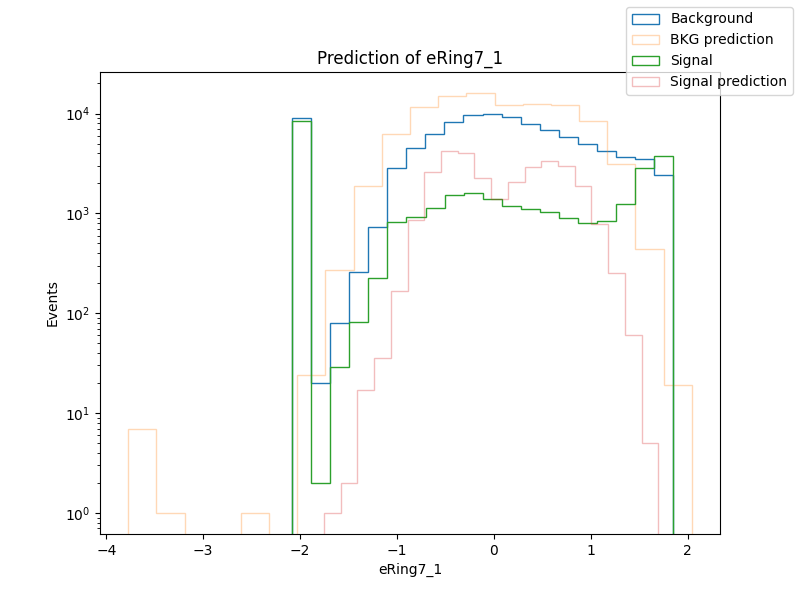 Prediction of eRing7_1
Background
BKG prediction
Signal
Signal prediction
Events
10⁴
10³
10²
10¹
10⁰
−4
−3
−2
−1
0
1
2
eRing7_1